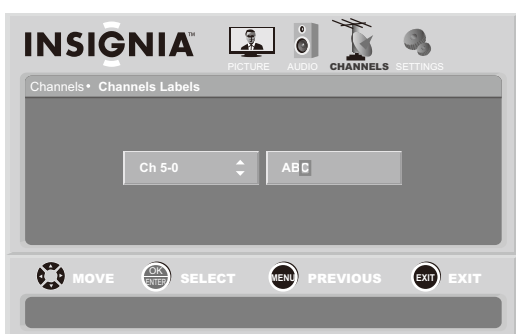 INSIGNIA™
PICTURE AUDIO CHANNELS SETTINGS
Channels • Channels Labels
Ch 5-0 ABC
MOVE OK ENTER SELECT MENU PREVIOUS EXIT EXIT